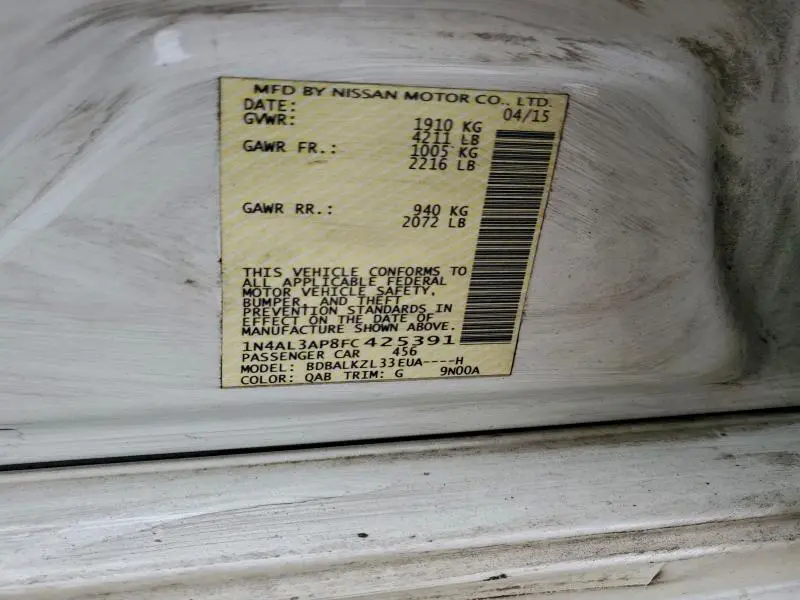 MFD BY NISSAN MOTOR CO., LTD.
DATE: 04/15
GVWR: 1910 KG
4211 LB
GAWR FR.: 1005 KG
2216 LB
GAWR RR.: 940 KG
2072 LB
THIS VEHICLE CONFORMS TO
ALL APPLICABLE FEDERAL
MOTOR VEHICLE SAFETY,
BUMPER, AND THEFT
PREVENTION STANDARDS IN
EFFECT ON THE DATE OF
MANUFACTURE SHOWN ABOVE.
1N4AL3AP8FC425391
PASSENGER CAR 456
MODEL: BDBALKZL33EUA----H
COLOR: QAB TRIM: G 9N00A